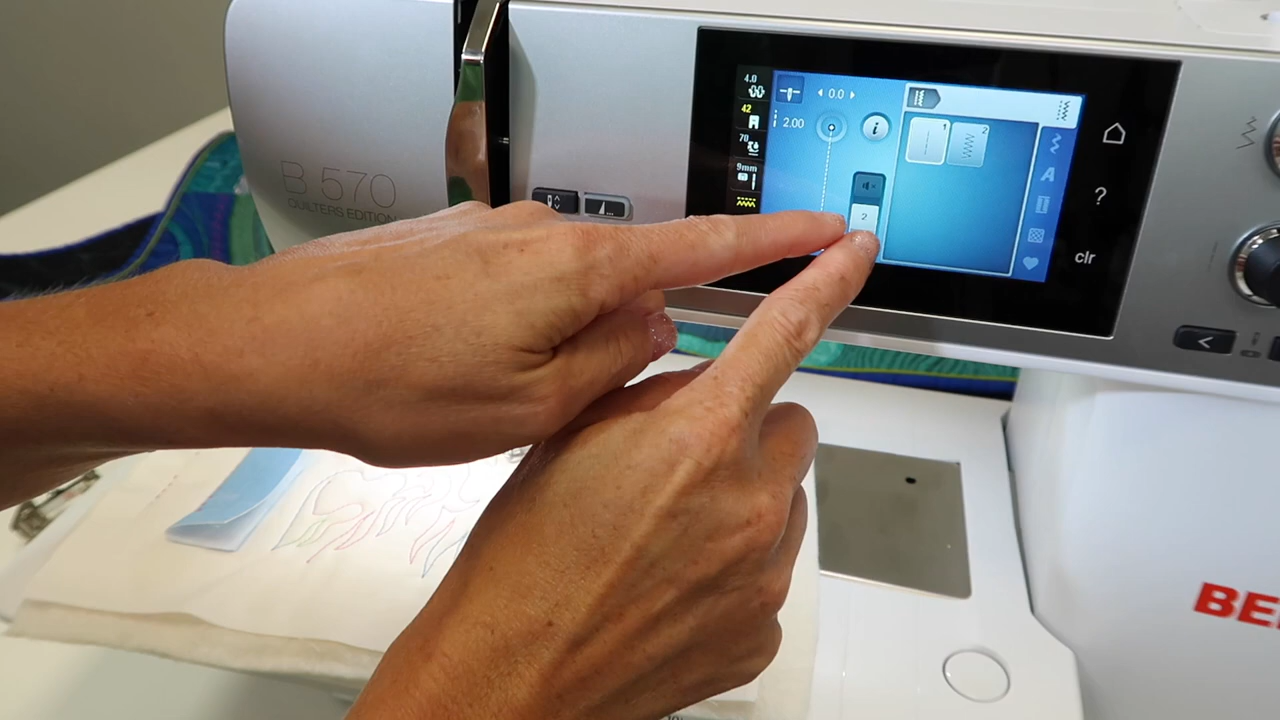 B 570
QUILTERS EDITION
4.0
42
70
9mm
0.0
2.00
i
1
2
2
A
?
clr
<
BE